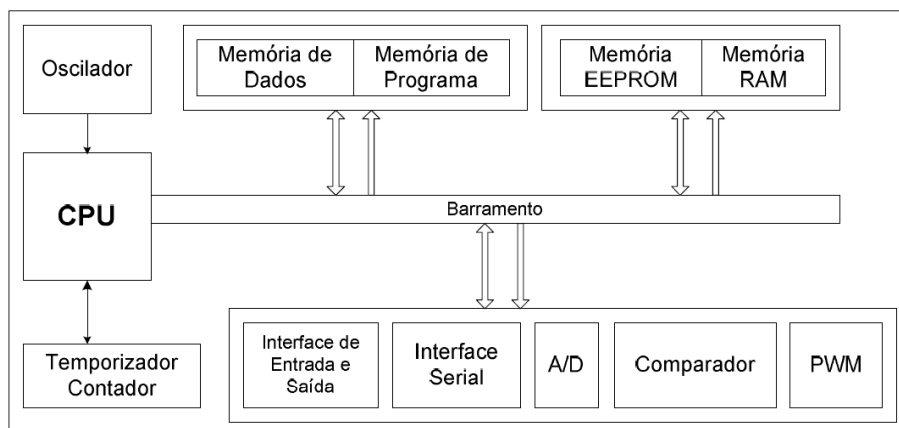 Oscilador
Memória de
Dados
Memória de
Programa
Memória
EEPROM
Memória
RAM
CPU
Barramento
Temporizador
Contador
Interface de
Entrada e
Saída
Interface
Serial
A/D
Comparador
PWM